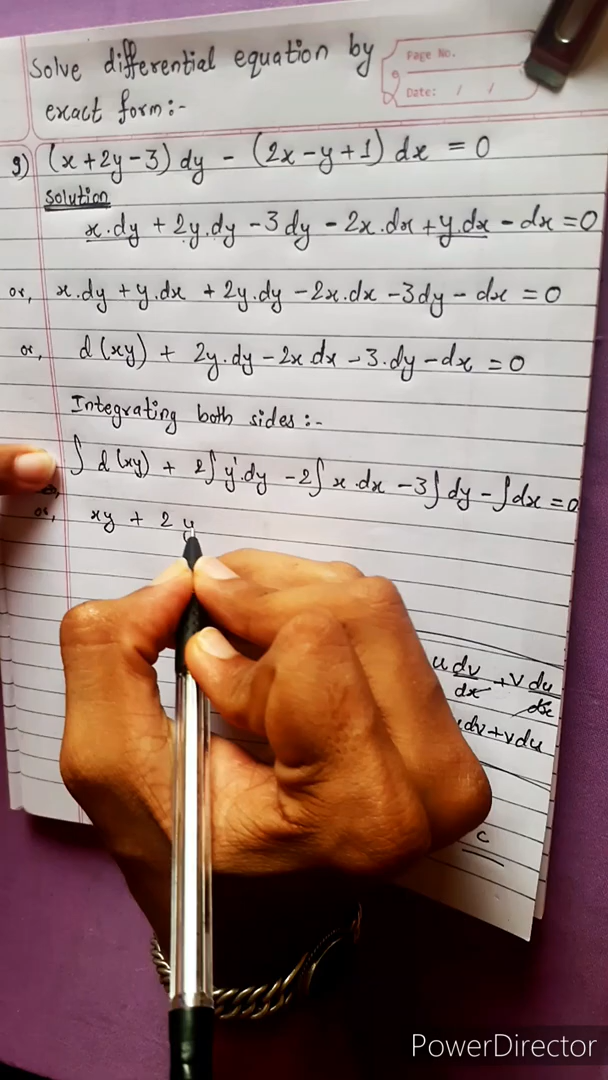 Solve differential equation by
exact form:-
Page No.
Date: / /
9) (x+2y-3) dy - (2x-y+1) dx = 0
Solution
x.dy + 2y.dy - 3dy - 2x.dx + y.dx - dx = 0
or, x.dy + y.dx + 2y.dy - 2x.dx - 3dy - dx = 0
or, d(xy) + 2y.dy - 2x dx - 3.dy - dx = 0
Integrating both sides:-
∫ d(xy) + 2∫ y¹.dy - 2∫ x.dx - 3∫ dy - ∫ dx = 0
or, xy + 2 y
u dv/dx + v du/dx
udv + vdu
c
PowerDirector